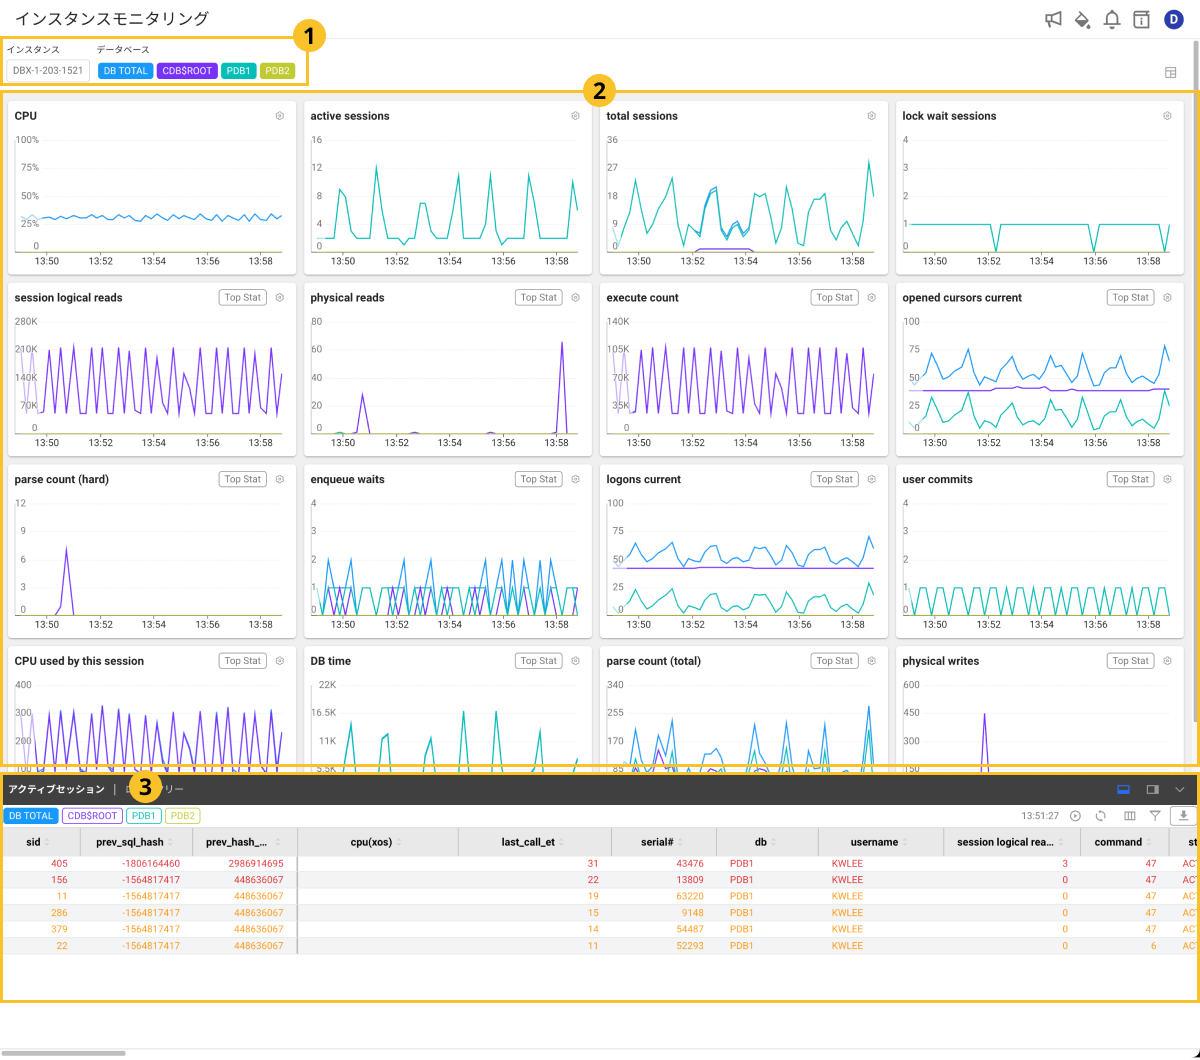 インスタンスモニタリング
D
1
インスタンス データベース
DBX-1-203-1521 DB TOTAL CDB$ROOT PDB1 PDB2
2
CPU
100%
75%
50%
25%
0
13:50 13:52 13:54 13:56 13:58
active sessions
16
12
8
4
0
13:50 13:52 13:54 13:56 13:58
total sessions
36
27
18
9
0
13:50 13:52 13:54 13:56 13:58
lock wait sessions
4
3
2
1
0
13:50 13:52 13:54 13:56 13:58
session logical reads Top Stat
280K
210K
140K
70K
0
13:50 13:52 13:54 13:56 13:58
physical reads Top Stat
80
60
40
20
0
13:50 13:52 13:54 13:56 13:58
execute count Top Stat
140K
105K
70K
35K
0
13:50 13:52 13:54 13:56 13:58
opened cursors current Top Stat
100
75
50
25
0
13:50 13:52 13:54 13:56 13:58
parse count (hard) Top Stat
12
9
6
3
0
13:50 13:52 13:54 13:56 13:58
enqueue waits Top Stat
4
3
2
1
0
13:50 13:52 13:54 13:56 13:58
logons current Top Stat
100
75
50
25
0
13:50 13:52 13:54 13:56 13:58
user commits Top Stat
4
3
2
1
0
13:50 13:52 13:54 13:56 13:58
CPU used by this session Top Stat
400
300
200
100
DB time Top Stat
22K
16.5K
11K
5.5K
parse count (total) Top Stat
340
255
170
85
physical writes Top Stat
600
450
300
150
アクティブセッション | リー
3
DB TOTAL CDB$ROOT PDB1 PDB2 13:51:27
sid prev_sql_hash prev_hash_... cpu(xos) last_call_et serial# db username session logical rea... command st
405 -1806164460 2986914695 31 43476 PDB1 KWLEE 3 47 AC
156 -1564817417 448636067 22 13809 PDB1 KWLEE 0 47 AC
11 -1564817417 448636067 19 63220 PDB1 KWLEE 0 47 AC
286 -1564817417 448636067 15 9148 PDB1 KWLEE 0 47 AC
379 -1564817417 448636067 14 54487 PDB1 KWLEE 0 47 AC
22 -1564817417 448636067 11 52293 PDB1 KWLEE 0 6 AC